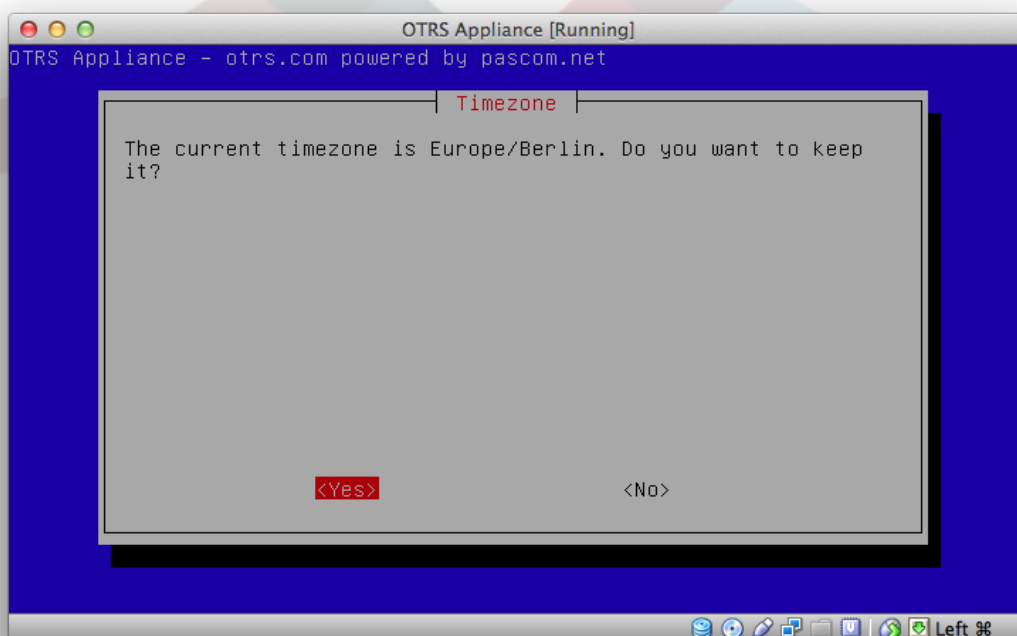 OTRS Appliance [Running]
OTRS Appliance – otrs.com powered by pascom.net
Timezone
The current timezone is Europe/Berlin. Do you want to keep
it?
<Yes> <No>
Left ⌘